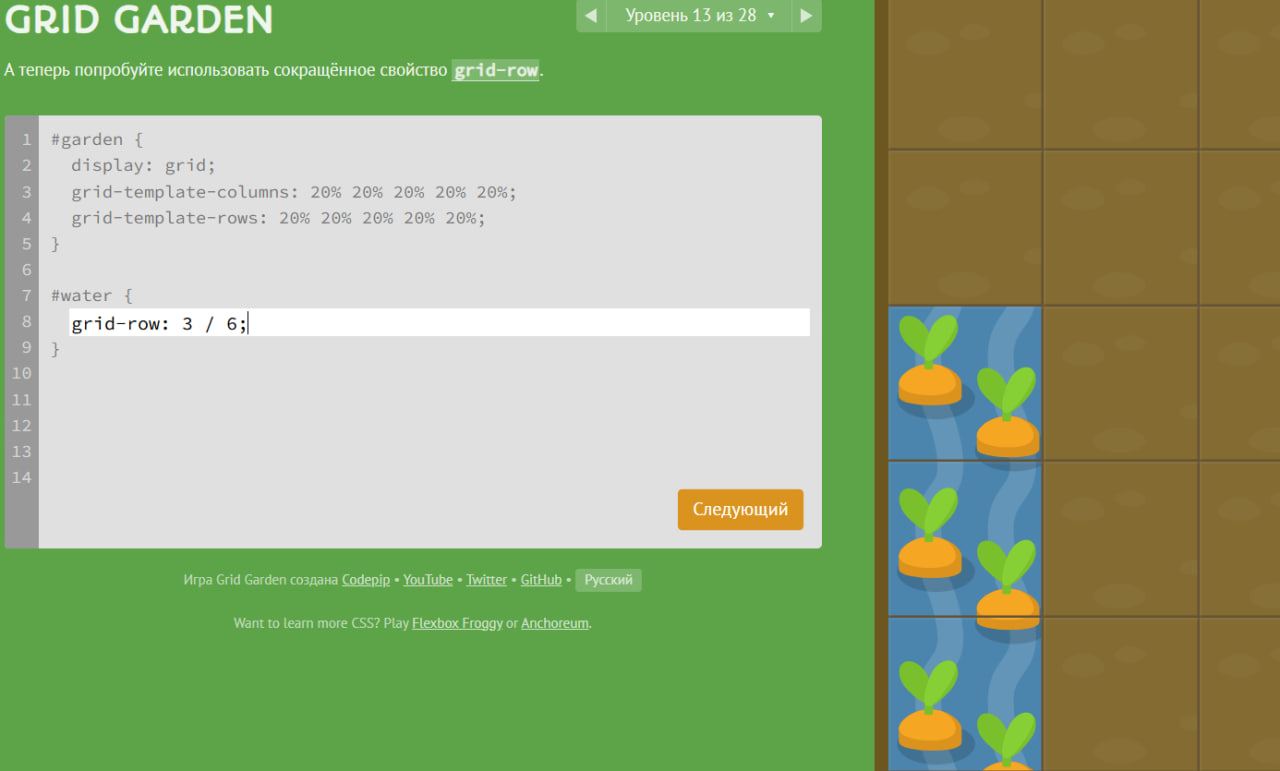 GRID GARDEN
◀ Уровень 13 из 28 ▾ ▶
А теперь попробуйте использовать сокращённое свойство grid-row.
1 #garden {
2 display: grid;
3 grid-template-columns: 20% 20% 20% 20% 20%;
4 grid-template-rows: 20% 20% 20% 20% 20%;
5 }
6
7 #water {
8 grid-row: 3 / 6;
9 }
10
11
12
13
14
Следующий
Игра Grid Garden создана Codepip • YouTube • Twitter • GitHub • Русский
Want to learn more CSS? Play Flexbox Froggy or Anchoreum.